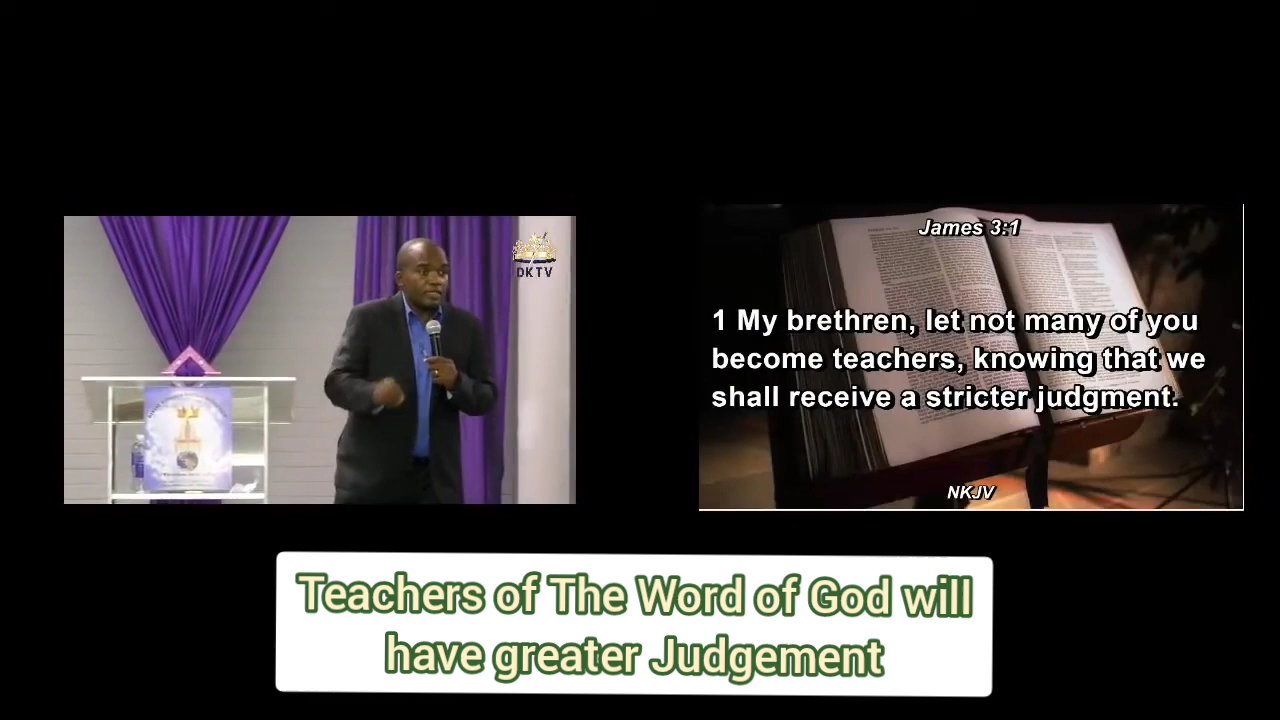 DKTV
James 3:1
1 My brethren, let not many of you
become teachers, knowing that we
shall receive a stricter judgment.
NKJV
Teachers of The Word of God will
have greater Judgement